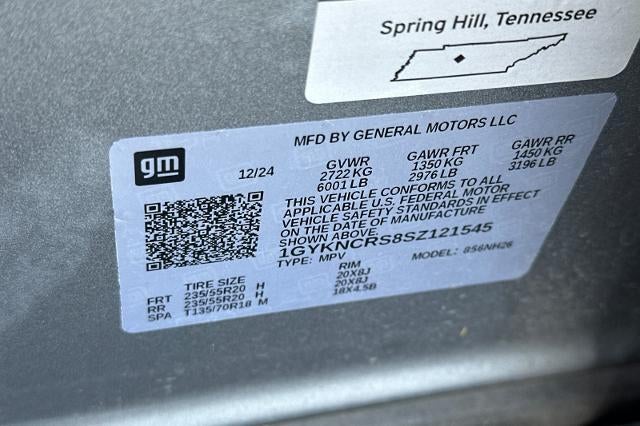 Spring Hill, Tennessee
MFD BY GENERAL MOTORS LLC
gm
12/24
GVWR GAWR FRT GAWR RR
2722 KG 1350 KG 1450 KG
6001 LB 2976 LB 3196 LB
THIS VEHICLE CONFORMS TO ALL
APPLICABLE U.S. FEDERAL MOTOR
VEHICLE SAFETY STANDARDS IN EFFECT
ON THE DATE OF MANUFACTURE
SHOWN ABOVE.
1GYKNCRS8SZ121545
TYPE: MPV MODEL: 856NH26
TIRE SIZE RIM
FRT 235/55R20 H 20X8J
RR 235/55R20 H 20X8J
SPA T135/70R18 M 18X4.5B